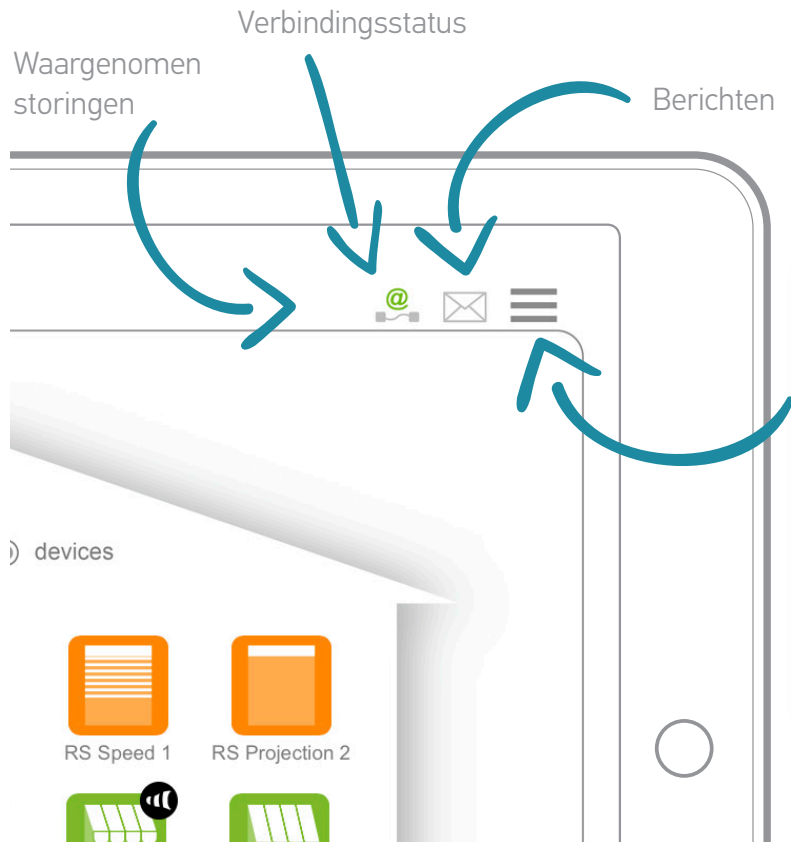 Verbindingsstatus
Waargenomen
storingen
Berichten
@
devices
RS Speed 1
RS Projection 2